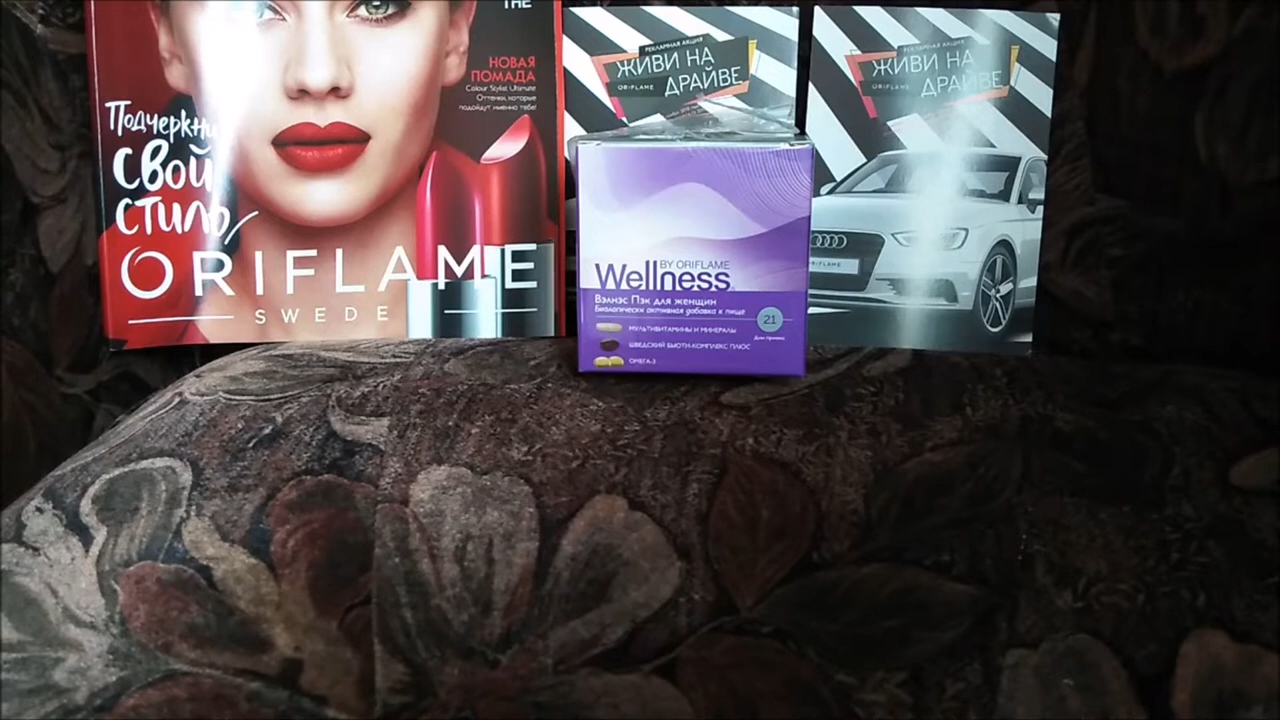 THE
НОВАЯ
ПОМАДА
Colour Stylist Ultimate
Оттенки, которые
подойдут именно тебе!
Подчеркни
СВОЙ
СТИЛЬ
ORIFLAME
SWEDE
РЕКЛАМНАЯ АКЦИЯ
ЖИВИ НА
ДРАЙВЕ
ORIFLAME
BY ORIFLAME
Wellness
Вэлнэс Пэк для женщин
Биологически активная добавка к пище
21
МУЛЬТИВИТАМИНЫ И МИНЕРАЛЫ
ШВЕДСКИЙ БЬЮТИ-КОМПЛЕКС ПЛЮС
ОМЕГА-3
РЕКЛАМНАЯ АКЦИЯ
ЖИВИ НА
ORIFLAME ДРАЙВЕ
ORIFLAME